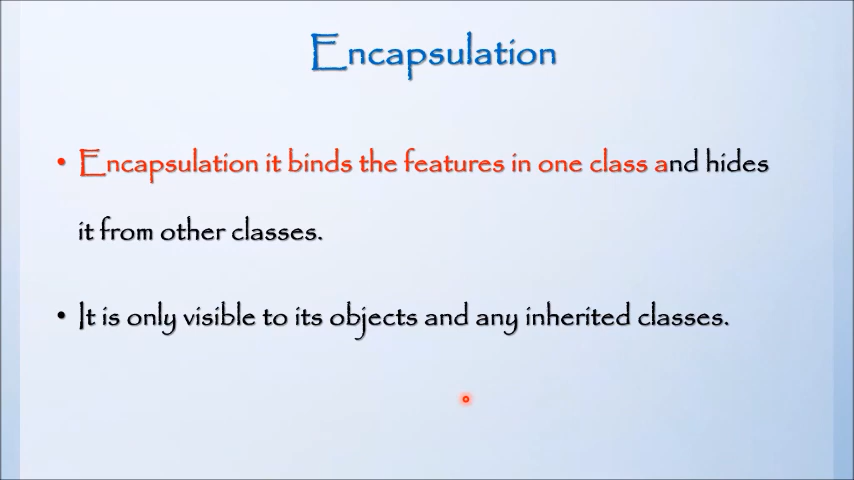 Encapsulation
• Encapsulation it binds the features in one class and hides
it from other classes.
• It is only visible to its objects and any inherited classes.